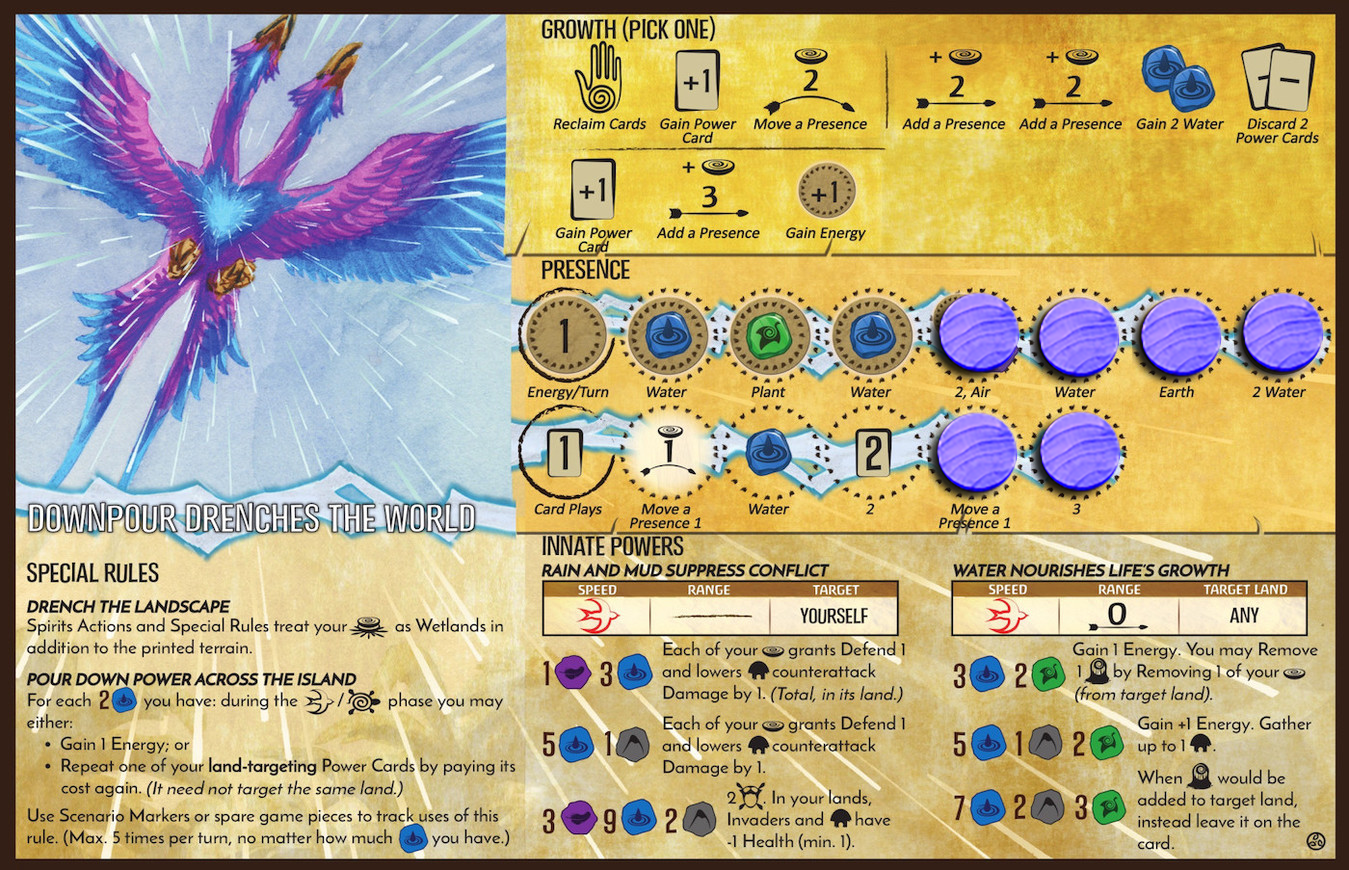 GROWTH (PICK ONE)
+1
2
+
2
+
2
Reclaim Cards
Gain Power
Card
Move a Presence
Add a Presence
Add a Presence
Gain 2 Water
Discard 2
Power Cards
+1
+
3
+1
Gain Power
Card
Add a Presence
Gain Energy
PRESENCE
1
Energy/Turn
Water
Plant
Water
2, Air
Water
Earth
2 Water
1
1
2
Card Plays
Move a
Presence 1
Water
2
Move a
Presence 1
3
DOWNPOUR DRENCHES THE WORLD
SPECIAL RULES
DRENCH THE LANDSCAPE
Spirits Actions and Special Rules treat your as Wetlands in
addition to the printed terrain.
POUR DOWN POWER ACROSS THE ISLAND
For each 2 you have: during the / phase you may
either:
• Gain 1 Energy; or
• Repeat one of your land-targeting Power Cards by paying its
cost again. (It need not target the same land.)
Use Scenario Markers or spare game pieces to track uses of this
rule. (Max. 5 times per turn, no matter how much you have.)
INNATE POWERS
RAIN AND MUD SUPPRESS CONFLICT
SPEED RANGE TARGET
YOURSELF
1 3 Each of your grants Defend 1
and lowers counterattack
Damage by 1. (Total, in its land.)
5 1 Each of your grants Defend 1
and lowers counterattack
Damage by 1.
3 9 2 2 . In your lands,
Invaders and have
-1 Health (min. 1).
WATER NOURISHES LIFE'S GROWTH
SPEED RANGE TARGET LAND
0 ANY
3 2 Gain 1 Energy. You may Remove
1 by Removing 1 of your
(from target land).
5 1 2 Gain +1 Energy. Gather
up to 1 .
7 2 3 When would be
added to target land,
instead leave it on the
card.